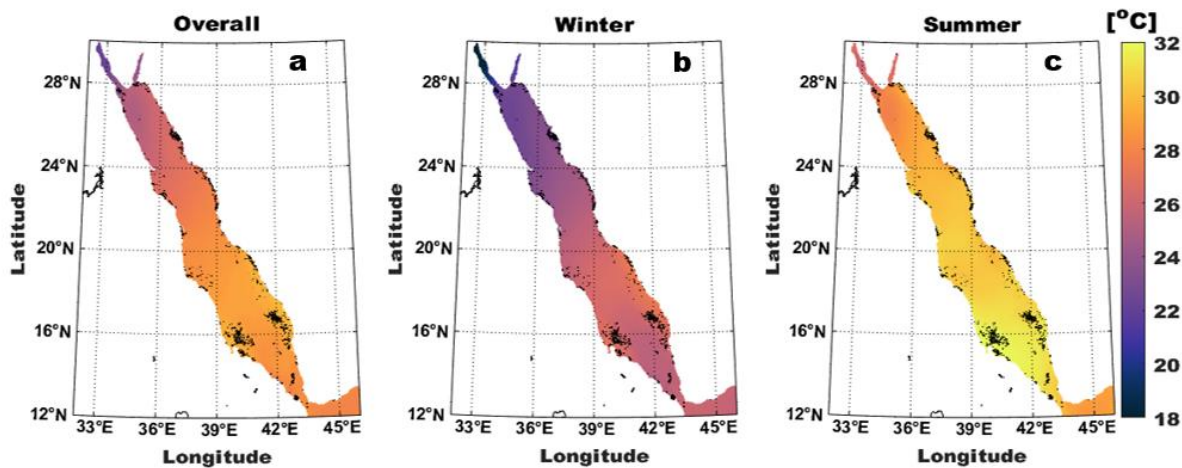 Overall
Winter
Summer
[°C]
a
b
c
32
30
28
26
24
22
20
18
28°N
24°N
20°N
16°N
12°N
28°N
24°N
20°N
16°N
12°N
28°N
24°N
20°N
16°N
12°N
Latitude
Latitude
Latitude
33°E 36°E 39°E 42°E 45°E
33°E 36°E 39°E 42°E 45°E
33°E 36°E 39°E 42°E 45°E
Longitude
Longitude
Longitude